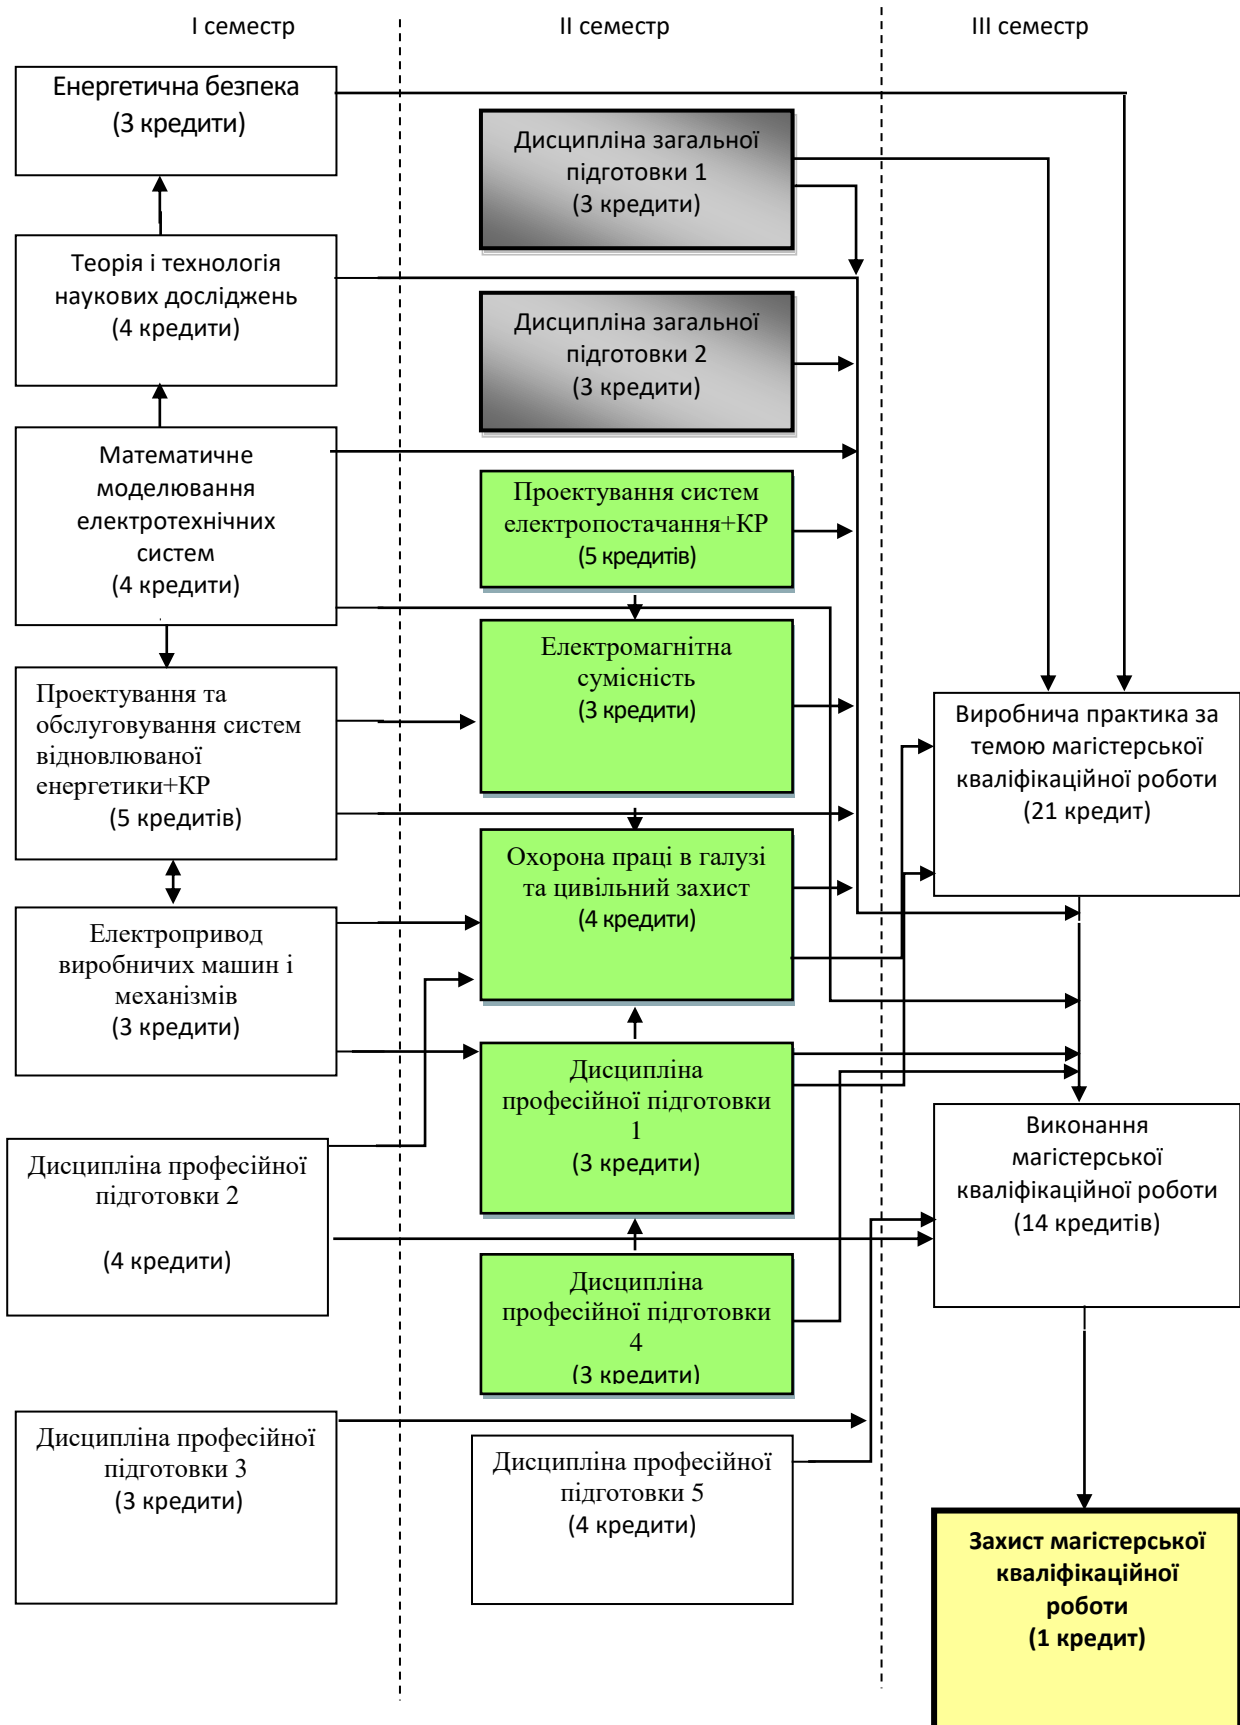 I семестр
II семестр
III семестр
Енергетична безпека
(3 кредити)
Теорія і технологія
наукових досліджень
(4 кредити)
Математичне
моделювання
електротехнічних
систем
(4 кредити)
Проектування та
обслуговування систем
відновлюваної
енергетики+КР
(5 кредитів)
Електропривод
виробничих машин і
механізмів
(3 кредити)
Дисципліна професійної
підготовки 2
(4 кредити)
Дисципліна професійної
підготовки 3
(3 кредити)
Дисципліна загальної
підготовки 1
(3 кредити)
Дисципліна загальної
підготовки 2
(3 кредити)
Проектування систем
електропостачання+КР
(5 кредитів)
Електромагнітна
сумісність
(3 кредити)
Охорона праці в галузі
та цивільний захист
(4 кредити)
Дисципліна
професійної підготовки
1
(3 кредити)
Дисципліна
професійної підготовки
4
(3 кредити)
Дисципліна професійної
підготовки 5
(4 кредити)
Виробнича практика за
темою магістерської
кваліфікаційної роботи
(21 кредит)
Виконання
магістерської
кваліфікаційної роботи
(14 кредитів)
Захист магістерської
кваліфікаційної
роботи
(1 кредит)